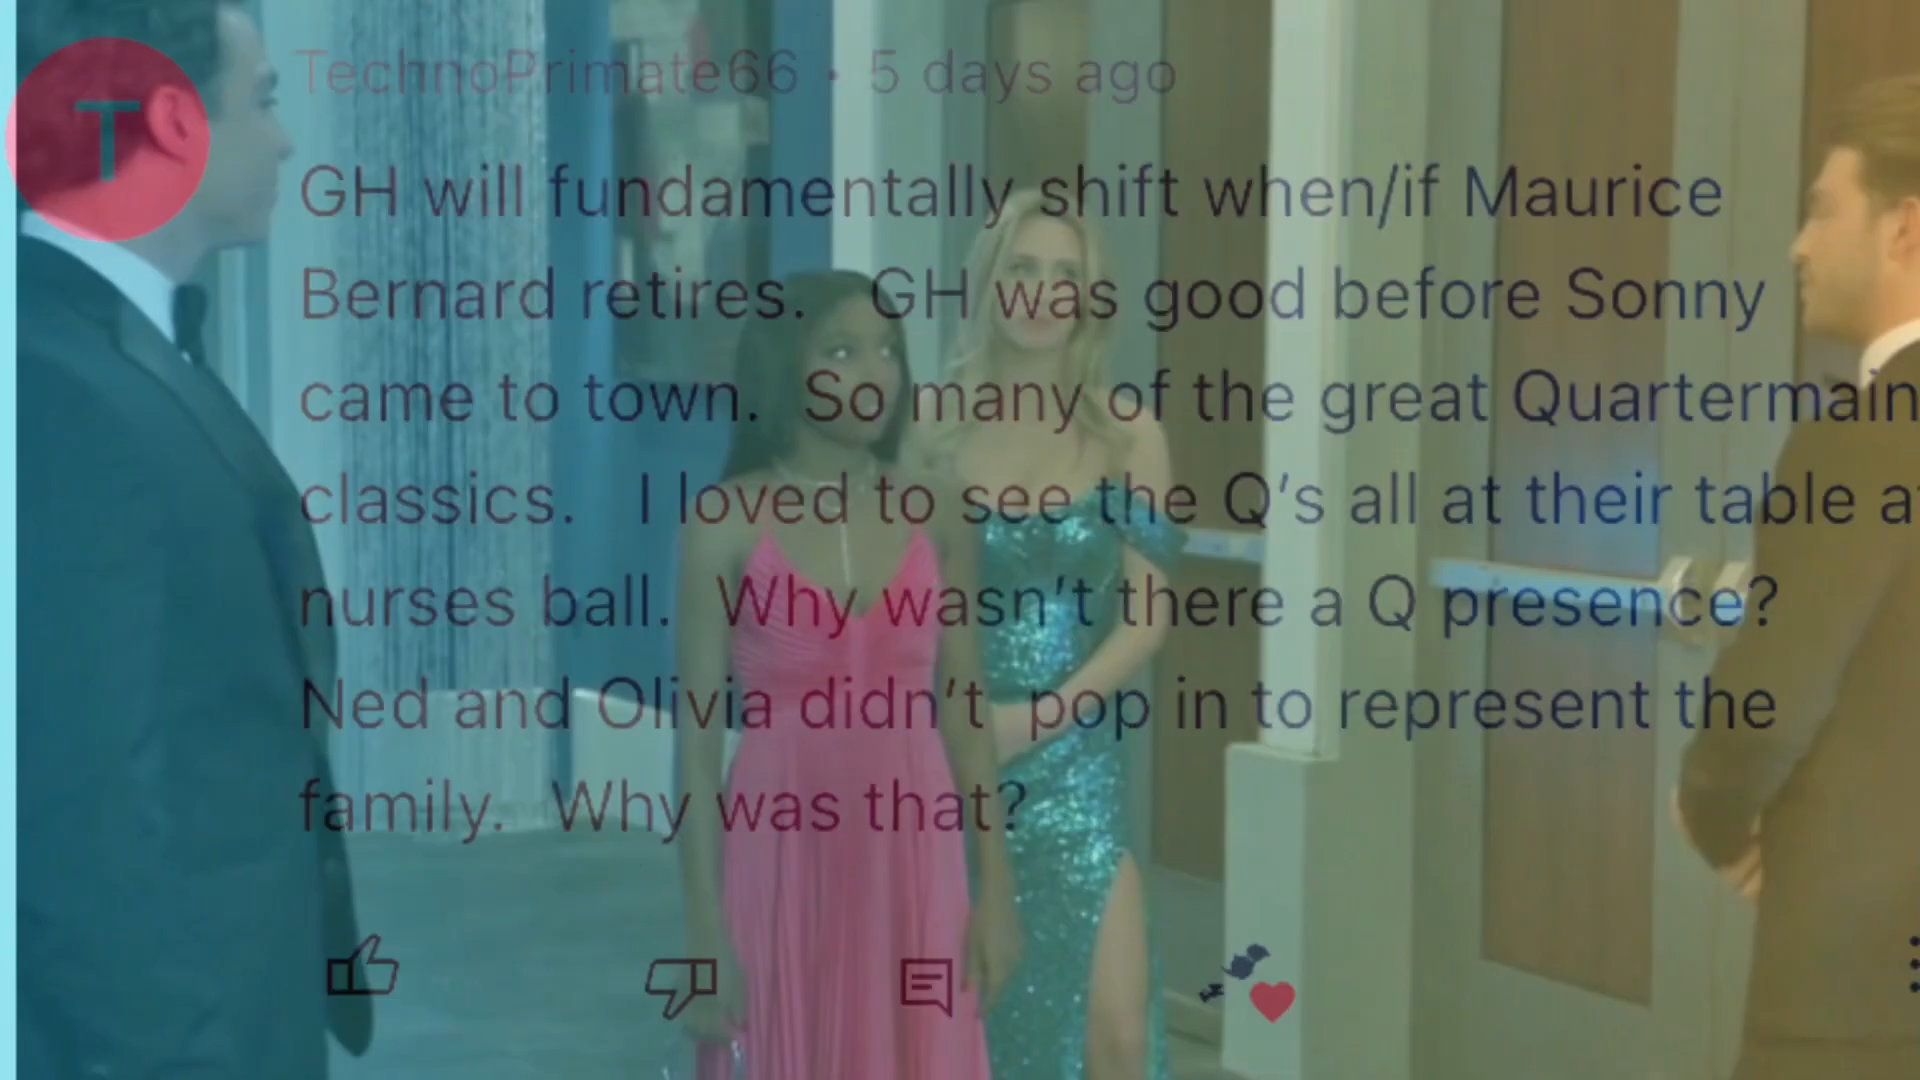 T
TechnoPrimate66 · 5 days ago
GH will fundamentally shift when/if Maurice
Bernard retires. GH was good before Sonny
came to town. So many of the great Quartermain
classics. I loved to see the Q's all at their table at
nurses ball. Why wasn't there a Q presence?
Ned and Olivia didn't pop in to represent the
family. Why was that?